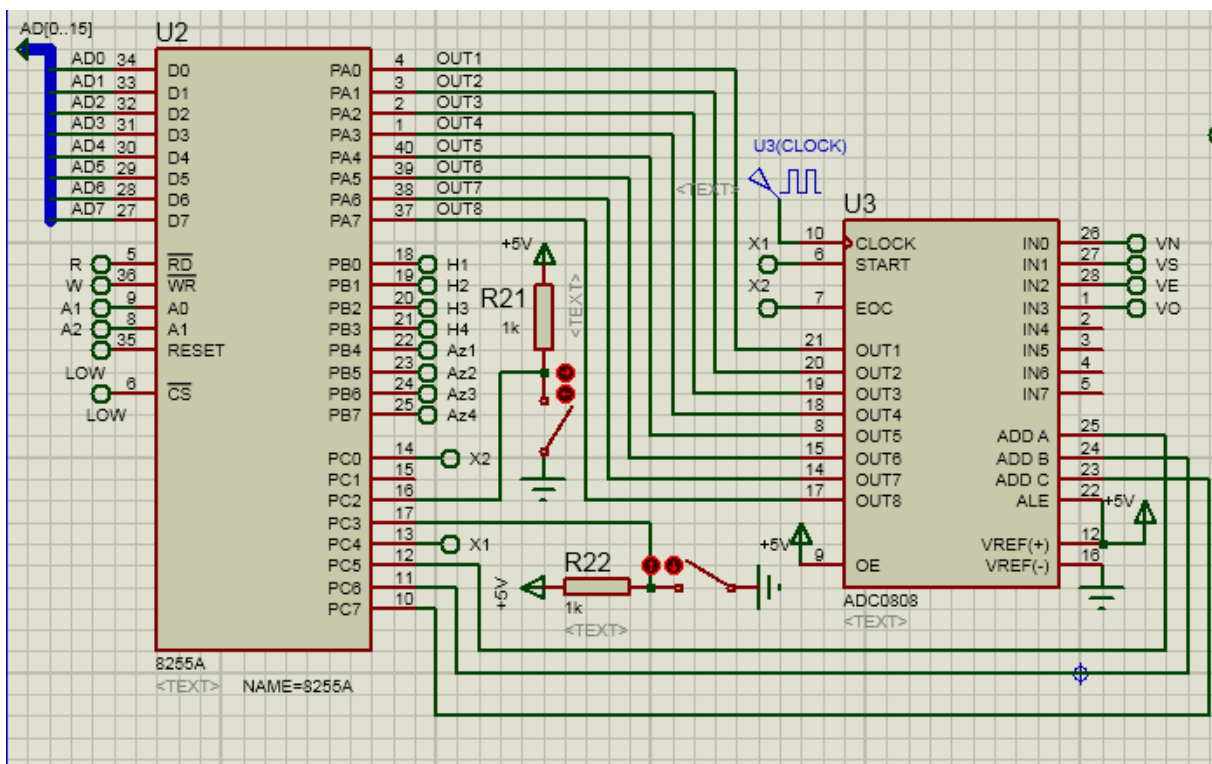 AD[0..15]
U2
AD0 34 D0 PA0 4 OUT1
AD1 33 D1 PA1 3 OUT2
AD2 32 D2 PA2 2 OUT3
AD3 31 D3 PA3 1 OUT4
AD4 30 D4 PA4 40 OUT5
AD5 29 D5 PA5 39 OUT6
AD6 28 D6 PA6 38 OUT7
AD7 27 D7 PA7 37 OUT8
R 5 RD PB0 18 H1
W 36 WR PB1 19 H2
A1 9 A0 PB2 20 H3
A2 8 A1 PB3 21 H4
35 RESET PB4 22 Az1
LOW
PB5 23 Az2
6 CS PB6 24 Az3
LOW
PB7 25 Az4
PC0 14 X2
PC1 15
PC2 16
PC3 17
PC4 13 X1
PC5 12
PC6 11
PC7 10
8255A
<TEXT> NAME=8255A
+5V
R21
1k
<TEXT>
+5V
R22
1k
<TEXT>
U3(CLOCK)
<TEXT>
U3
X1 10 CLOCK IN0 26 VN
6 START IN1 27 VS
X2 IN2 28 VE
7 EOC IN3 1 VO
IN4 2
21 OUT1 IN5 3
20 OUT2 IN6 4
19 OUT3 IN7 5
18 OUT4
8 OUT5 ADD A 25
15 OUT6 ADD B 24
14 OUT7 ADD C 23
17 OUT8 ALE 22 +5V
+5V VREF(+) 12
9 OE VREF(-) 16
ADC0808
<TEXT>